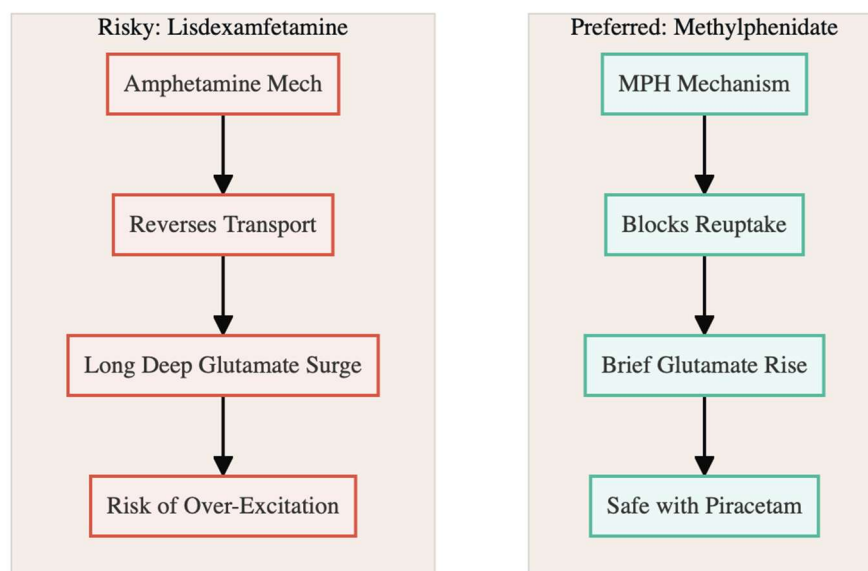 Risky: Lisdexamfetamine
Amphetamine Mech
Reverses Transport
Long Deep Glutamate Surge
Risk of Over-Excitation
Preferred: Methylphenidate
MPH Mechanism
Blocks Reuptake
Brief Glutamate Rise
Safe with Piracetam